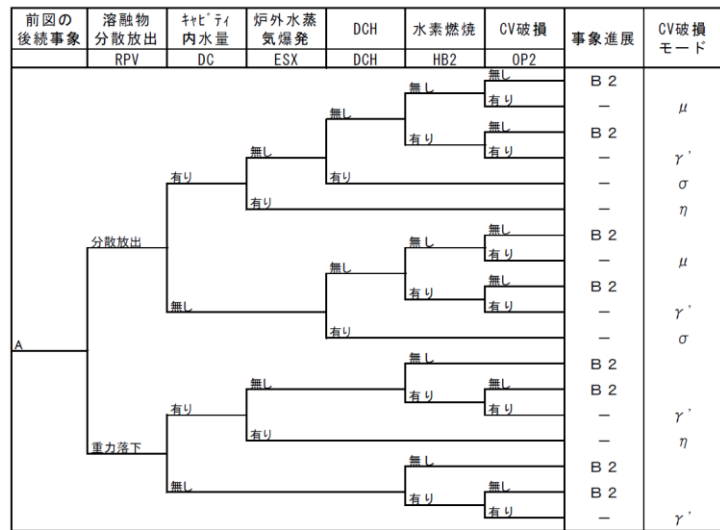 前図の
後続事象
溶融物
分散放出
ｷｬﾋﾞﾃｨ
内水量
炉外水蒸
気爆発
DCH
水素燃焼
CV破損
事象進展
CV破損
モード
RPV
DC
ESX
DCH
HB2
OP2
無し
B 2
無し
有り
－
μ
無し
無し
B 2
有り
無し
有り
－
γ'
有り
有り
－
σ
有り
－
η
分散放出
無し
B 2
無し
有り
－
μ
無し
無し
B 2
有り
無し
有り
－
γ'
有り
－
σ
A
無し
B 2
無し
無し
B 2
有り
有り
有り
－
γ'
有り
－
η
重力落下
無し
B 2
無し
無し
B 2
有り
有り
－
γ'